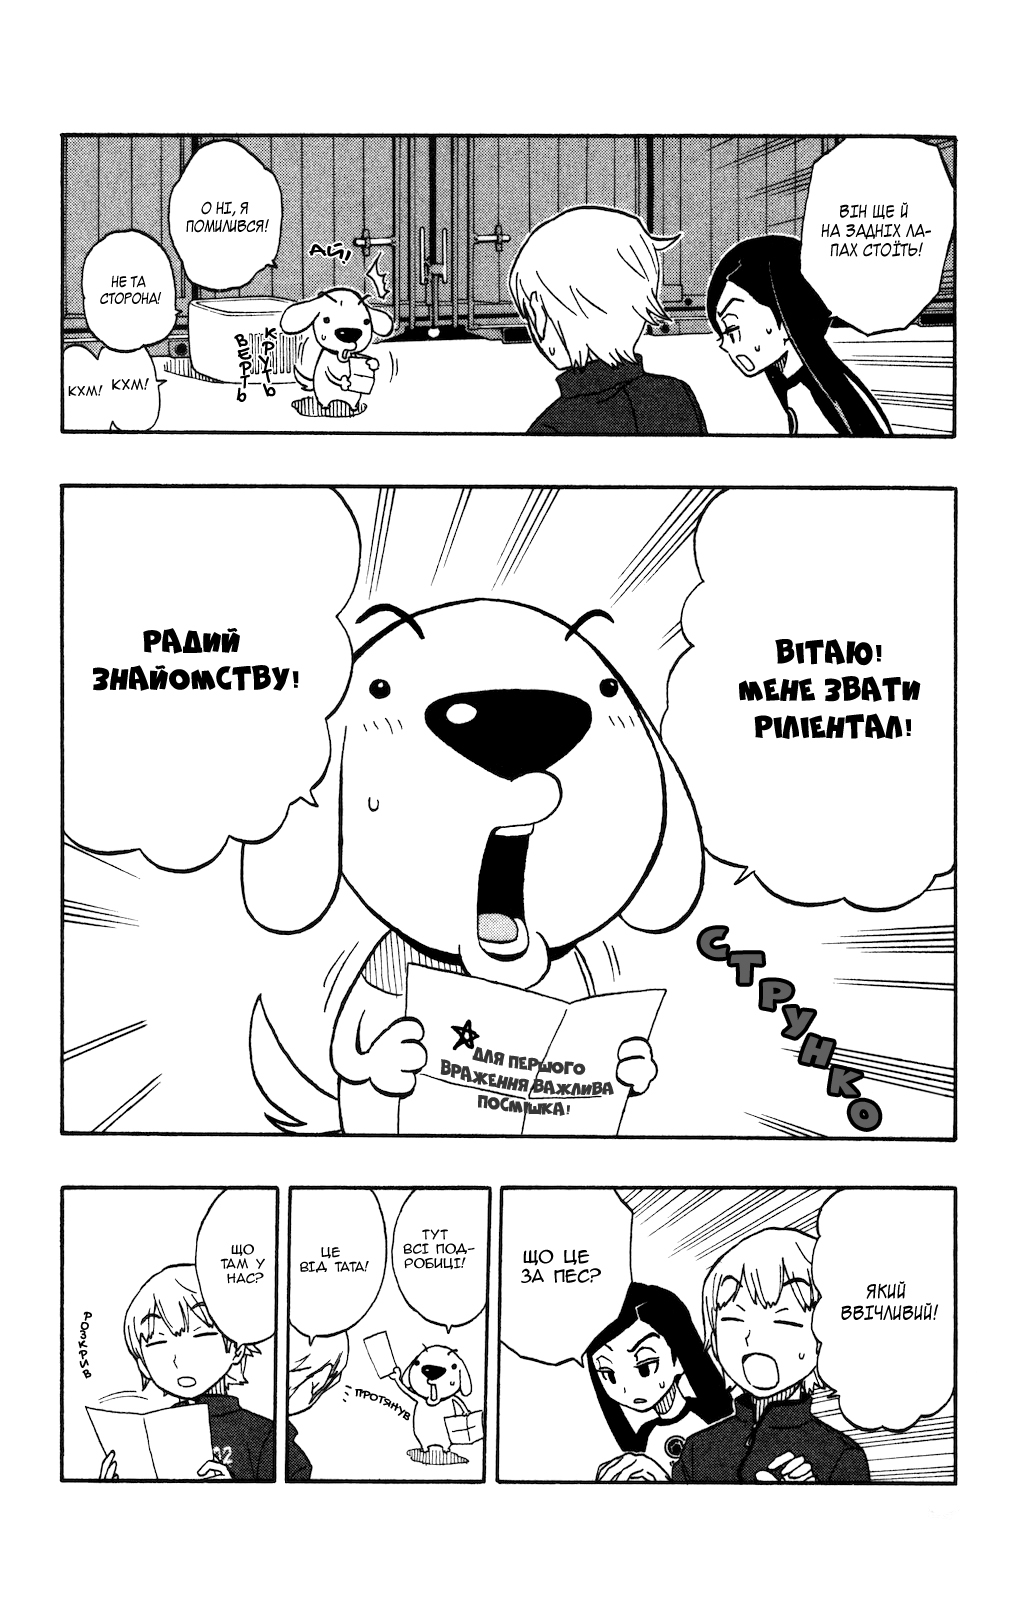 ВІН ЩЕ Й
НА ЗАДНІХ ЛА-
ПАХ СТОЇТЬ!
АЙ!
О НІ, Я
ПОМИЛИВСЯ!
КРУТЬ
ВЕРТЬ
НЕ ТА
СТОРОНА!
КХМ! КХМ!
ВІТАЮ!
МЕНЕ ЗВАТИ
РІЛІЕНТАЛ!
РАДИЙ
ЗНАЙОМСТВУ!
СТРУНКО
ДЛЯ ПЕРШОГО
ВРАЖЕННЯ ВАЖЛИВА
ПОСМІШКА!
ЯКИЙ
ВВІЧЛИВИЙ!
ЩО ЦЕ
ЗА ПЕС?
ТУТ
ВСІ ПОД-
РОБИЦІ!
ЦЕ
ВІД ТАТА!
ПРОТЯНУВ
ЩО
ТАМ У
НАС?
РОЗКРИВ
02